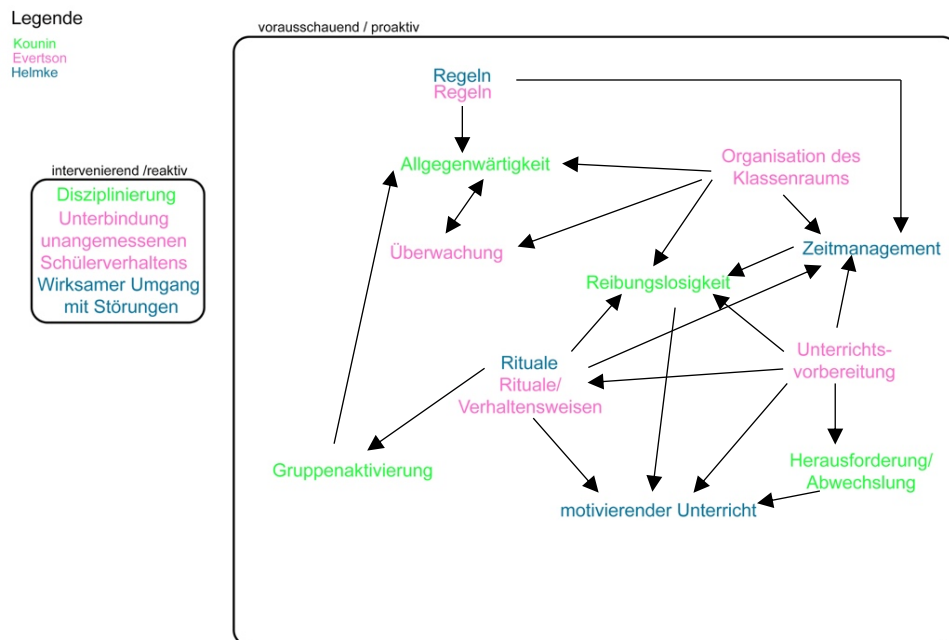 Legende
Kounin
Evertson
Helmke
intervenierend /reaktiv
Disziplinierung
Unterbindung
unangemessenen
Schülerverhaltens
Wirksamer Umgang
mit Störungen
vorausschauend / proaktiv
Regeln
Regeln
Allgegenwärtigkeit
Organisation des
Klassenraums
Überwachung
Zeitmanagement
Reibungslosigkeit
Rituale
Rituale/
Verhaltensweisen
Unterrichts-
vorbereitung
Gruppenaktivierung
Herausforderung/
Abwechslung
motivierender Unterricht